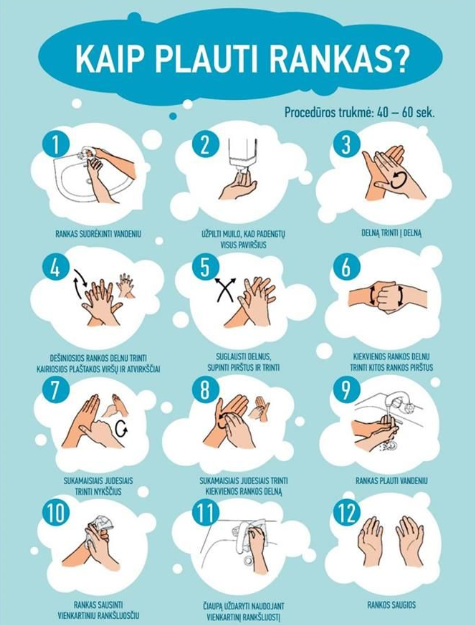 KAIP PLAUTI RANKAS?
Procedūros trukmė: 40 – 60 sek.
1
RANKAS SUDRĖKINTI VANDENIU
2
UŽPILTI MUILO, KAD PADENGTŲ
VISUS PAVIRŠIUS
3
DELNĄ TRINTI Į DELNĄ
4
DEŠINIOSIOS RANKOS DELNU TRINTI
KAIRIOSIOS PLAŠTAKOS VIRŠŲ IR ATVIRKŠČIAI
5
SUGLAUSTI DELNUS,
SUPINTI PIRŠTUS IR TRINTI
6
KIEKVIENOS RANKOS DELNU
TRINTI KITOS RANKOS PIRŠTUS
7
SUKAMAISIAIS JUDESIAIS
TRINTI NYKŠČIUS
8
SUKAMAISIAIS JUDESIAIS TRINTI
KIEKVIENOS RANKOS DELNĄ
9
RANKAS PLAUTI VANDENIU
10
RANKAS SAUSINTI
VIENKARTINIU RANKŠLUOSČIU
11
ČIAUPĄ UŽDARYTI NAUDOJANT
VIENKARTINĮ RANKŠLUOSTĮ
12
RANKOS SAUGIOS